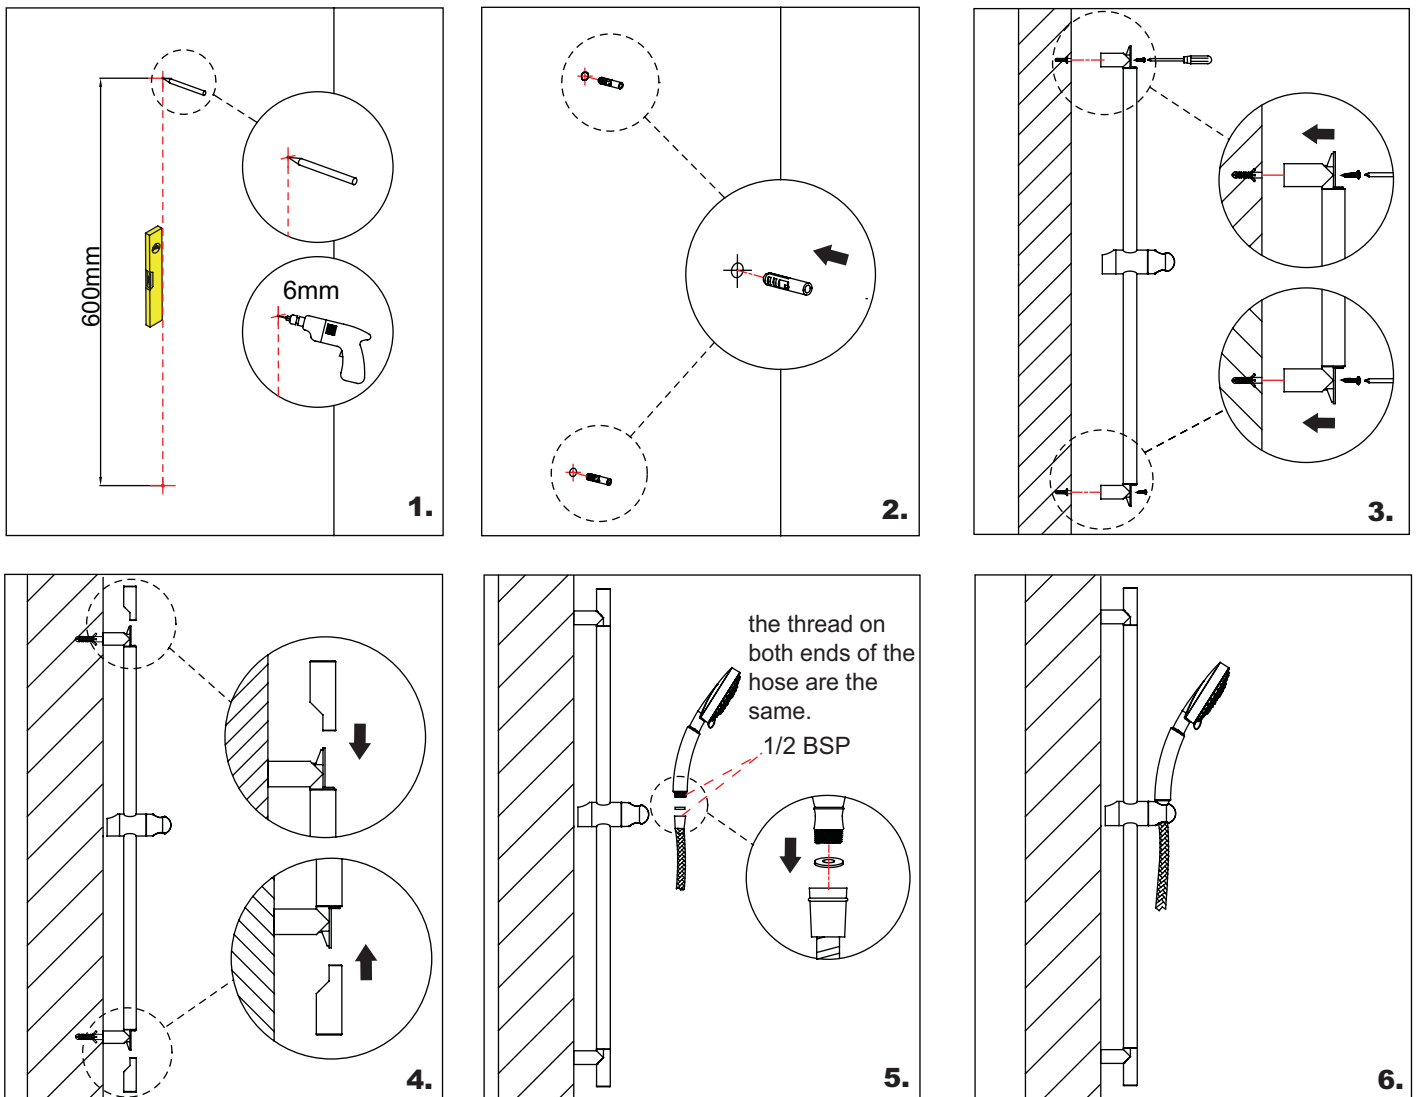 600mm
6mm
1.
2.
3.
4.
the thread on
both ends of the
hose are the
same.
1/2 BSP
5.
6.